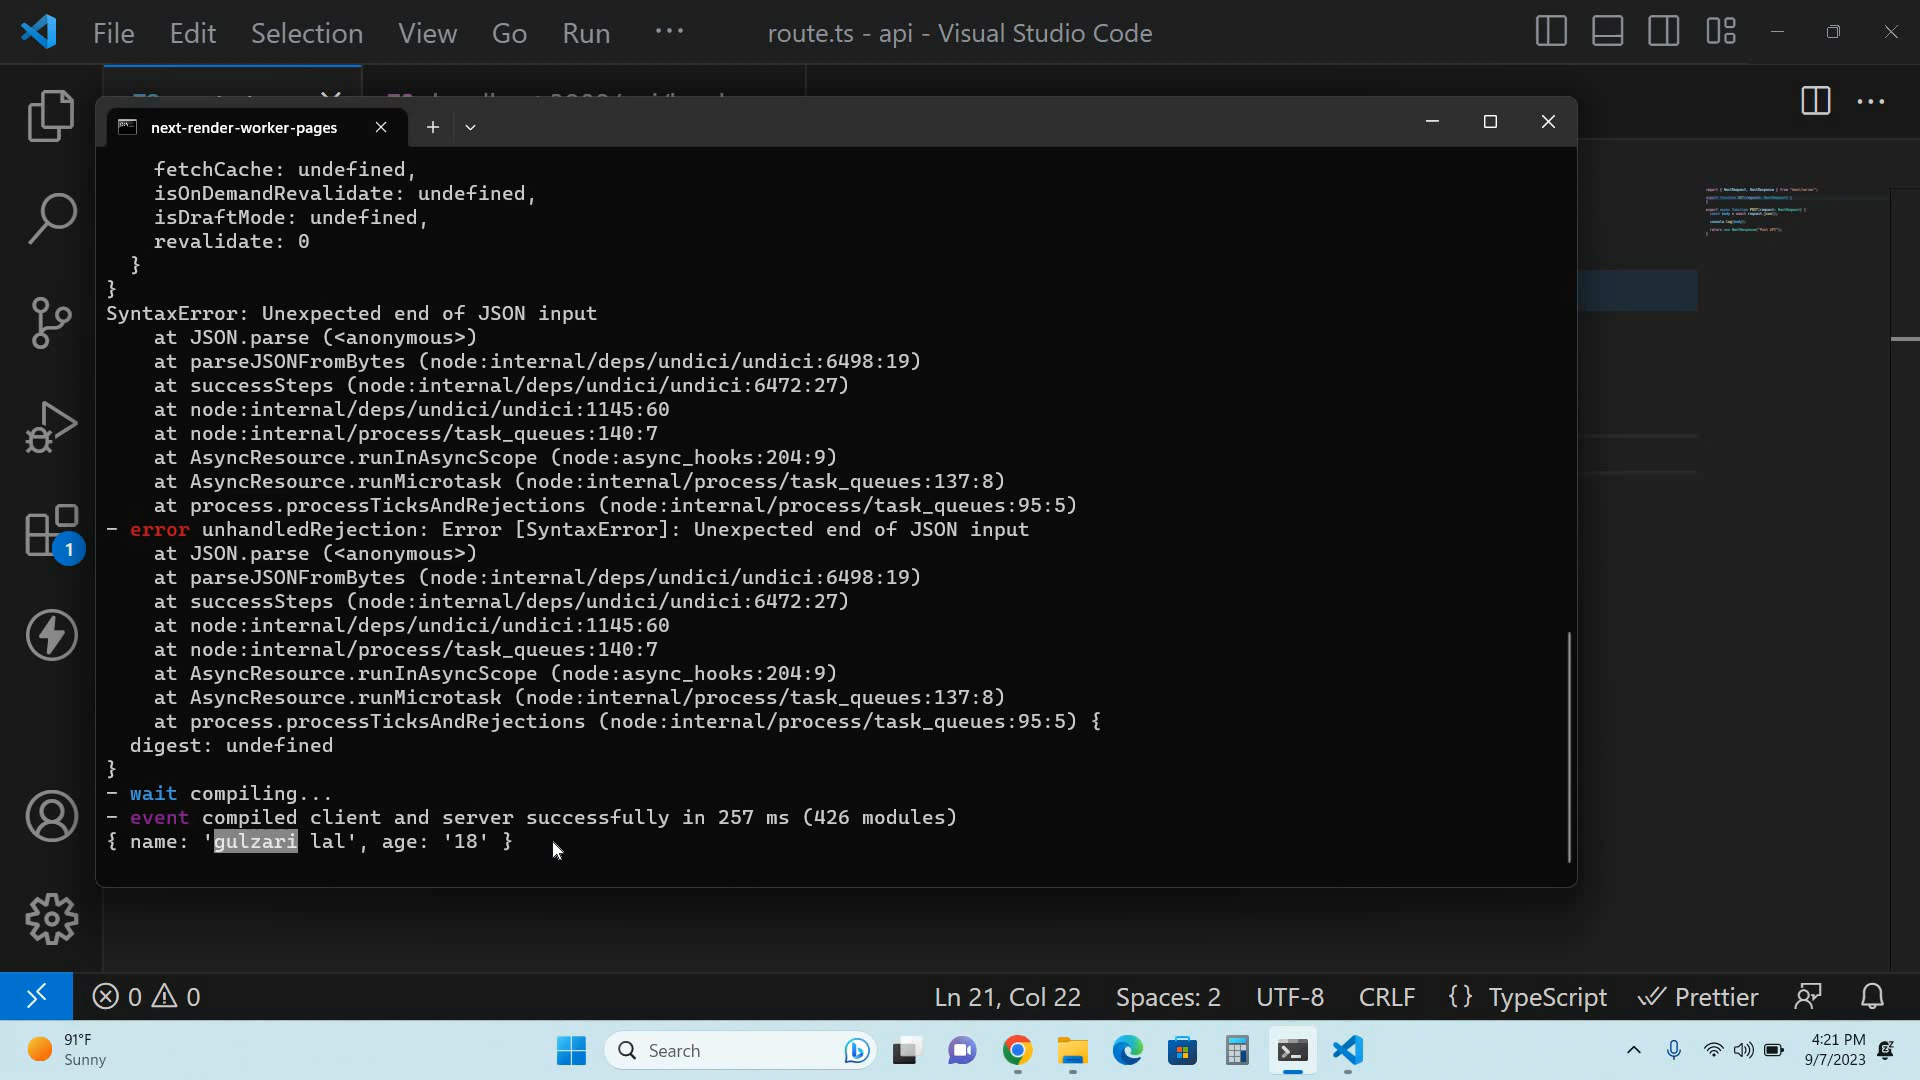 File Edit Selection View Go Run ··· route.ts - api - Visual Studio Code
next-render-worker-pages
fetchCache: undefined,
isOnDemandRevalidate: undefined,
isDraftMode: undefined,
revalidate: 0
}
}
SyntaxError: Unexpected end of JSON input
at JSON.parse (<anonymous>)
at parseJSONFromBytes (node:internal/deps/undici/undici:6498:19)
at successSteps (node:internal/deps/undici/undici:6472:27)
at node:internal/deps/undici/undici:1145:60
at node:internal/process/task_queues:140:7
at AsyncResource.runInAsyncScope (node:async_hooks:204:9)
at AsyncResource.runMicrotask (node:internal/process/task_queues:137:8)
at process.processTicksAndRejections (node:internal/process/task_queues:95:5)
- error unhandledRejection: Error [SyntaxError]: Unexpected end of JSON input
at JSON.parse (<anonymous>)
at parseJSONFromBytes (node:internal/deps/undici/undici:6498:19)
at successSteps (node:internal/deps/undici/undici:6472:27)
at node:internal/deps/undici/undici:1145:60
at node:internal/process/task_queues:140:7
at AsyncResource.runInAsyncScope (node:async_hooks:204:9)
at AsyncResource.runMicrotask (node:internal/process/task_queues:137:8)
at process.processTicksAndRejections (node:internal/process/task_queues:95:5) {
digest: undefined
}
- wait compiling...
- event compiled client and server successfully in 257 ms (426 modules)
{ name: 'gulzari lal', age: '18' }
1
0 0 Ln 21, Col 22 Spaces: 2 UTF-8 CRLF {} TypeScript Prettier
91°F
Sunny
Search
4:21 PM
9/7/2023